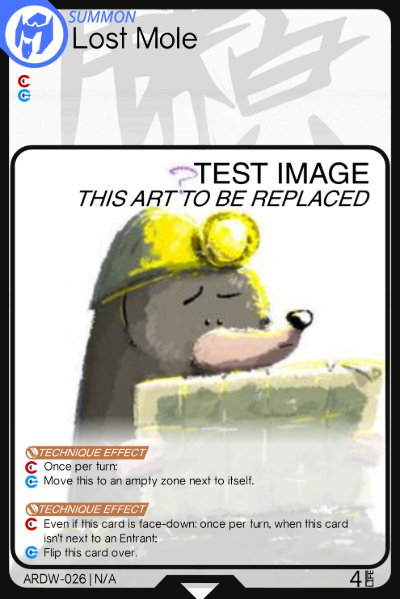 SUMMON
Lost Mole
C
C
?
TEST IMAGE
THIS ART TO BE REPLACED
TECHNIQUE EFFECT
C Once per turn:
C Move this to an ampty zone next to itself.
TECHNIQUE EFFECT
C Even if this card is face-down: once per turn, when this card
isn't next to an Entrant:
C Flip this card over.
ARDW-026 | N/A
4 LIFE